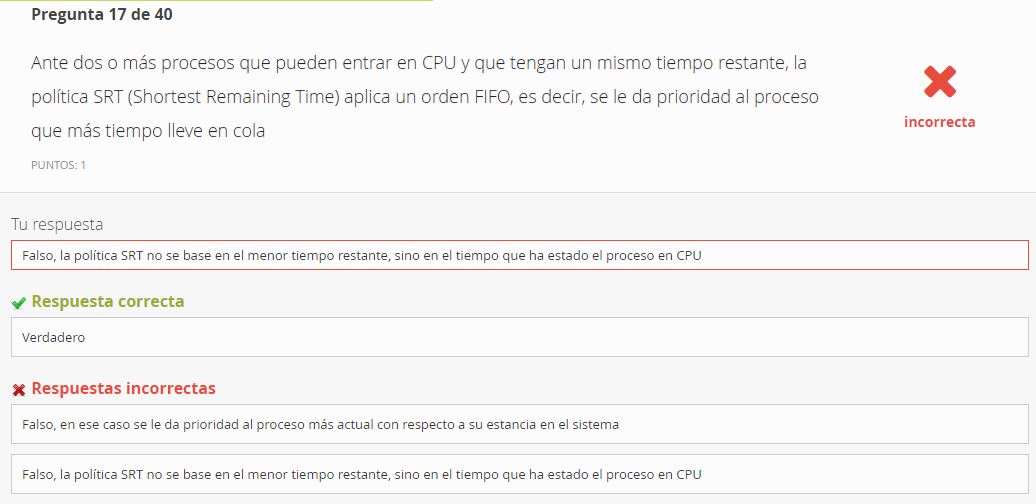 Pregunta 17 de 40
Ante dos o más procesos que pueden entrar en CPU y que tengan un mismo tiempo restante, la
política SRT (Shortest Remaining Time) aplica un orden FIFO, es decir, se le da prioridad al proceso
que más tiempo lleve en cola
incorrecta
PUNTOS: 1
Tu respuesta
Falso, la política SRT no se base en el menor tiempo restante, sino en el tiempo que ha estado el proceso en CPU
Respuesta correcta
Verdadero
Respuestas incorrectas
Falso, en ese caso se le da prioridad al proceso más actual con respecto a su estancia en el sistema
Falso, la política SRT no se base en el menor tiempo restante, sino en el tiempo que ha estado el proceso en CPU